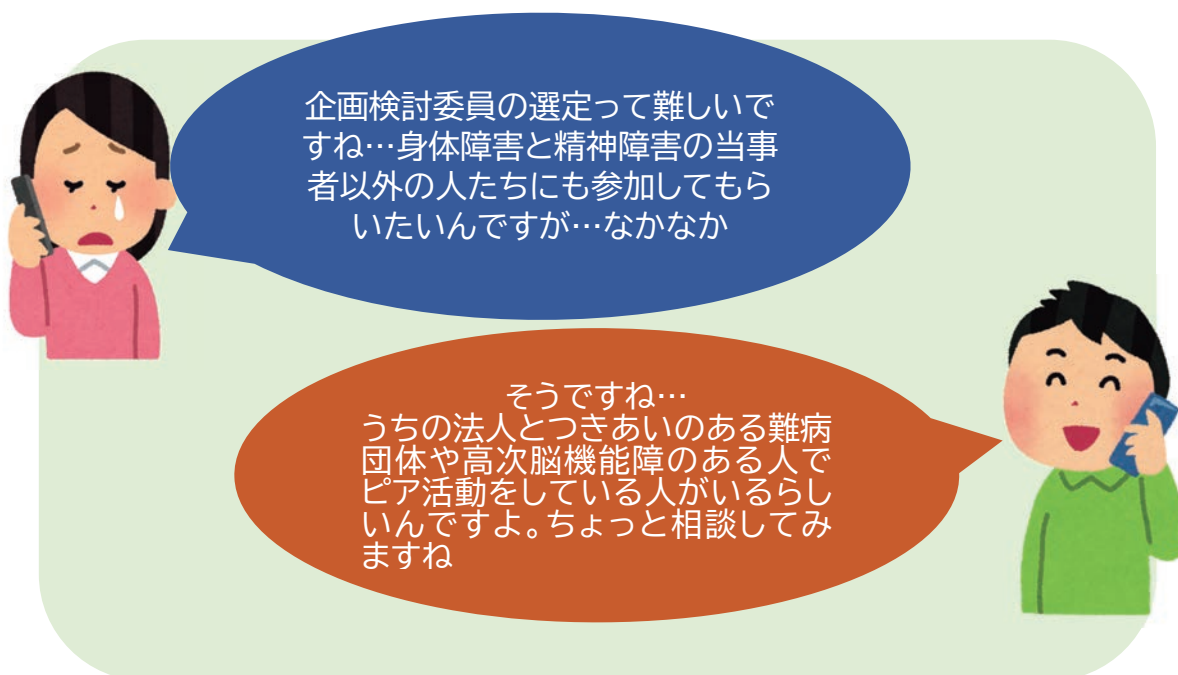 企画検討委員の選定って難しいで
すね…身体障害と精神障害の当事
者以外の人たちにも参加してもら
いたいんですが…なかなか
そうですね…
うちの法人とつきあいのある難病
団体や高次脳機能障のある人で
ピア活動をしている人がいるらし
いんですよ。ちょっと相談してみ
ますね